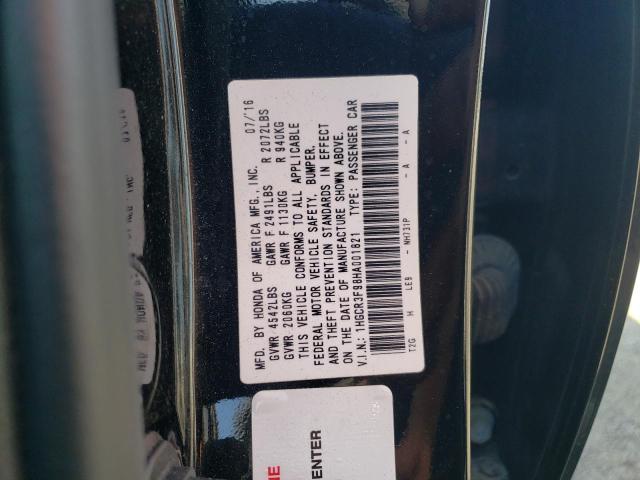 MFD. BY HONDA OF AMERICA MFG., INC. 07/16
GVWR 4542LBS GAWR F 2491LBS R 2072LBS
GVWR 2060KG GAWR F 1130KG R 940KG
THIS VEHICLE CONFORMS TO ALL APPLICABLE
FEDERAL MOTOR VEHICLE SAFETY, BUMPER,
AND THEFT PREVENTION STANDARDS IN EFFECT
ON THE DATE OF MANUFACTURE SHOWN ABOVE.
V.I.N.: 1HGCR3F98HA001821 TYPE: PASSENGER CAR
T2G H LE9 - NH731P - A - A
ENTER